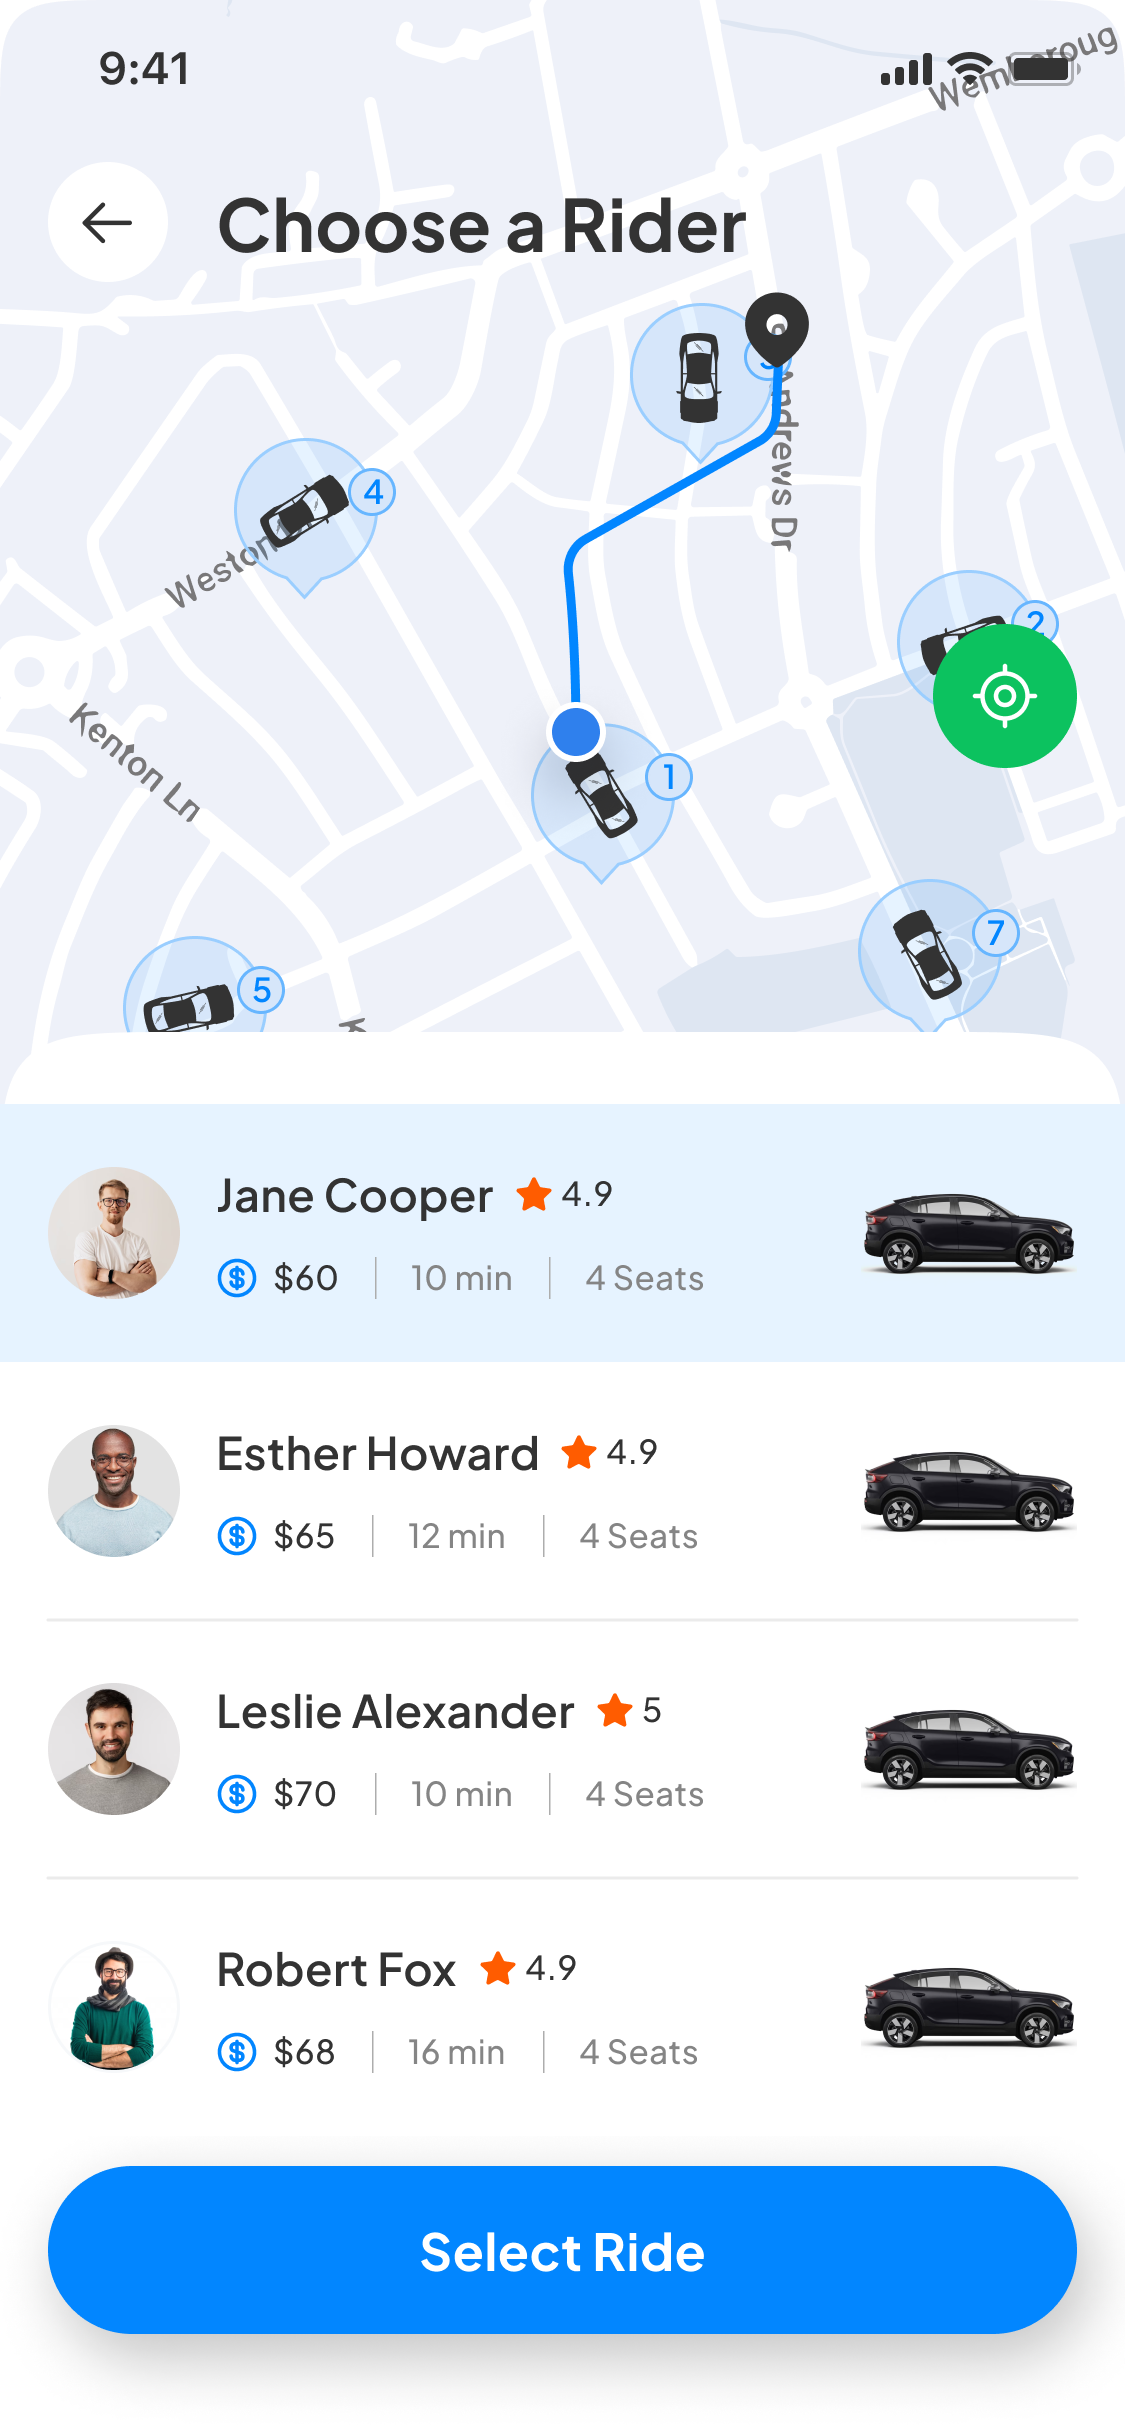 9:41
Choose a Rider
Andrews Dr
4
Weston
2
Kenton Ln
1
7
5
Jane Cooper 4.9
$60 10 min 4 Seats
Esther Howard 4.9
$65 12 min 4 Seats
Leslie Alexander 5
$70 10 min 4 Seats
Robert Fox 4.9
$68 16 min 4 Seats
Select Ride